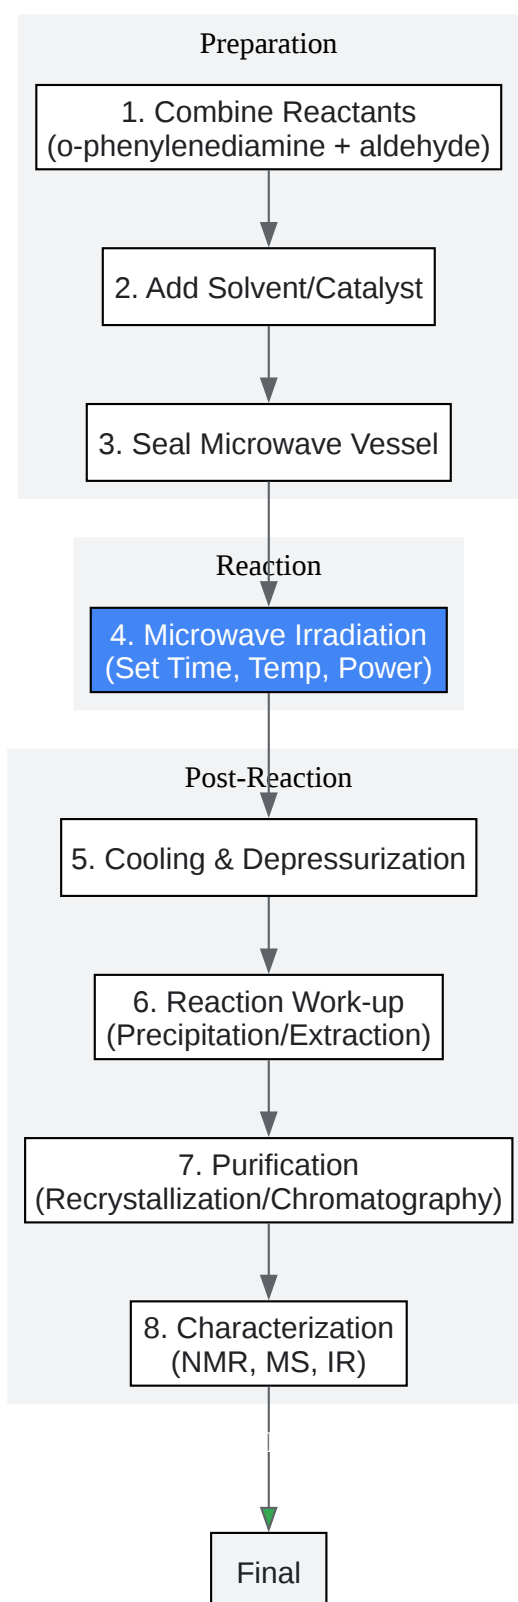 Preparation
1. Combine Reactants
(o-phenylenediamine + aldehyde)
2. Add Solvent/Catalyst
3. Seal Microwave Vessel
Reaction
4. Microwave Irradiation
(Set Time, Temp, Power)
Post-Reaction
5. Cooling & Depressurization
6. Reaction Work-up
(Precipitation/Extraction)
7. Purification
(Recrystallization/Chromatography)
8. Characterization
(NMR, MS, IR)
Final